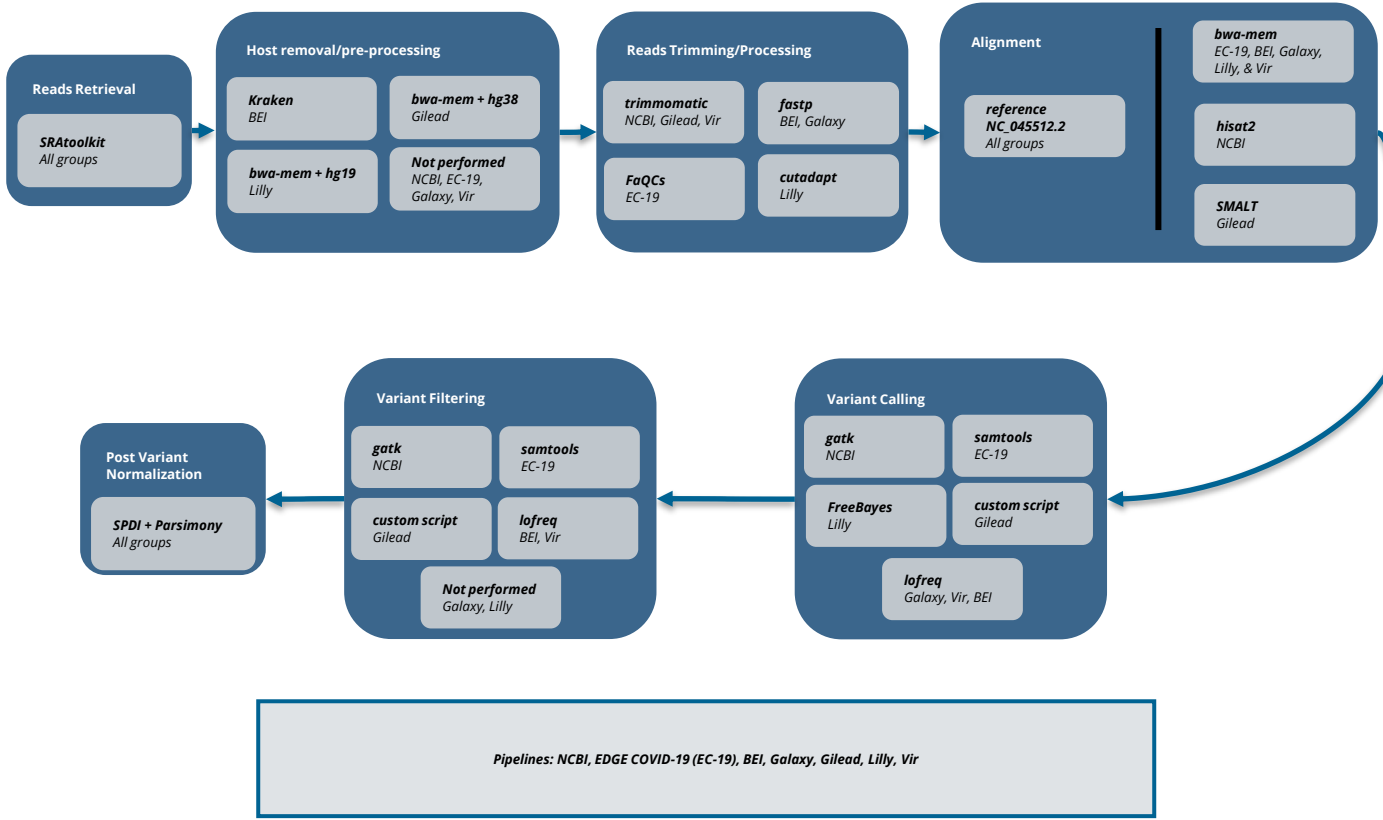 Reads Retrieval
SRAtoolkit
All groups
Host removal/pre-processing
Kraken
BEI
bwa-mem + hg38
Gilead
bwa-mem + hg19
Lilly
Not performed
NCBI, EC-19,
Galaxy, Vir
Reads Trimming/Processing
trimmomatic
NCBI, Gilead, Vir
fastp
BEI, Galaxy
FaQCs
EC-19
cutadapt
Lilly
Alignment
reference
NC_045512.2
All groups
bwa-mem
EC-19, BEI, Galaxy,
Lilly, & Vir
hisat2
NCBI
SMALT
Gilead
Variant Calling
gatk
NCBI
samtools
EC-19
FreeBayes
Lilly
custom script
Gilead
lofreq
Galaxy, Vir, BEI
Variant Filtering
gatk
NCBI
samtools
EC-19
custom script
Gilead
lofreq
BEI, Vir
Not performed
Galaxy, Lilly
Post Variant
Normalization
SPDI + Parsimony
All groups
Pipelines: NCBI, EDGE COVID-19 (EC-19), BEI, Galaxy, Gilead, Lilly, Vir